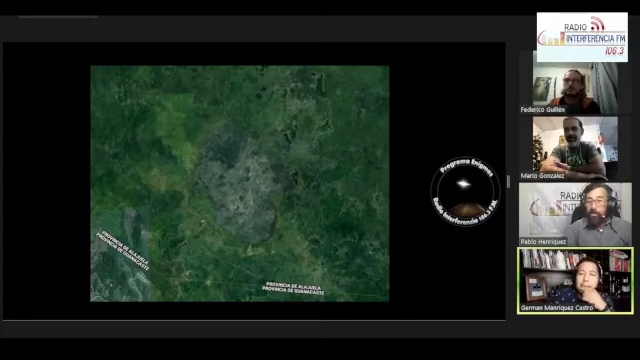 RADIO
INTERFERENCIA FM
106.3
Federico Guillén
Mario Gonzalez
Programa Enigmas
Radio Interferencia 106.3 FM
RADIO
Pablo Henriquez
German Manriquez Castro
PROVINCIA DE ALAJUELA
PROVINCIA DE GUANACASTE
PROVINCIA DE ALAJUELA
PROVINCIA DE GUANACASTE